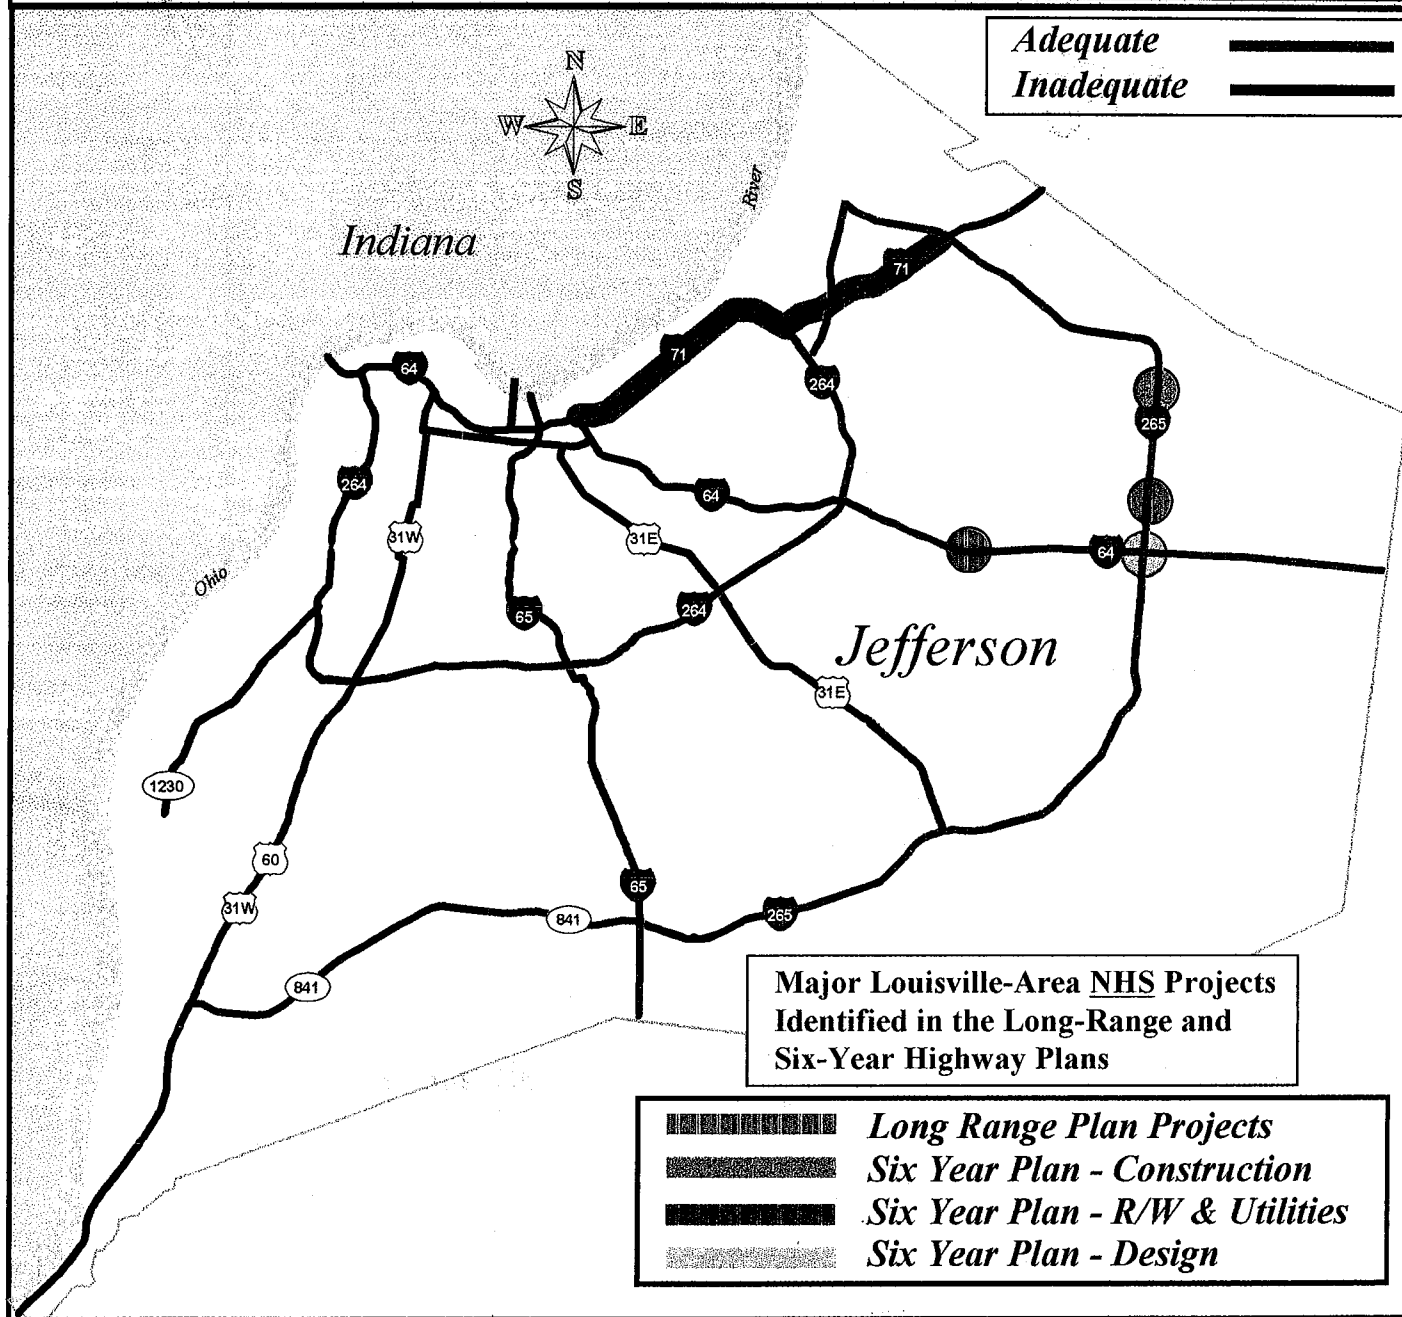 Adequate
Inadequate
N
W E
S
River
Indiana
71
71
64
264
265
264
64
31W
31E
64
Ohio
65
264
Jefferson
31E
1230
60
65
31W
841
265
841
Major Louisville-Area NHS Projects
Identified in the Long-Range and
Six-Year Highway Plans
Long Range Plan Projects
Six Year Plan - Construction
Six Year Plan - R/W & Utilities
Six Year Plan - Design